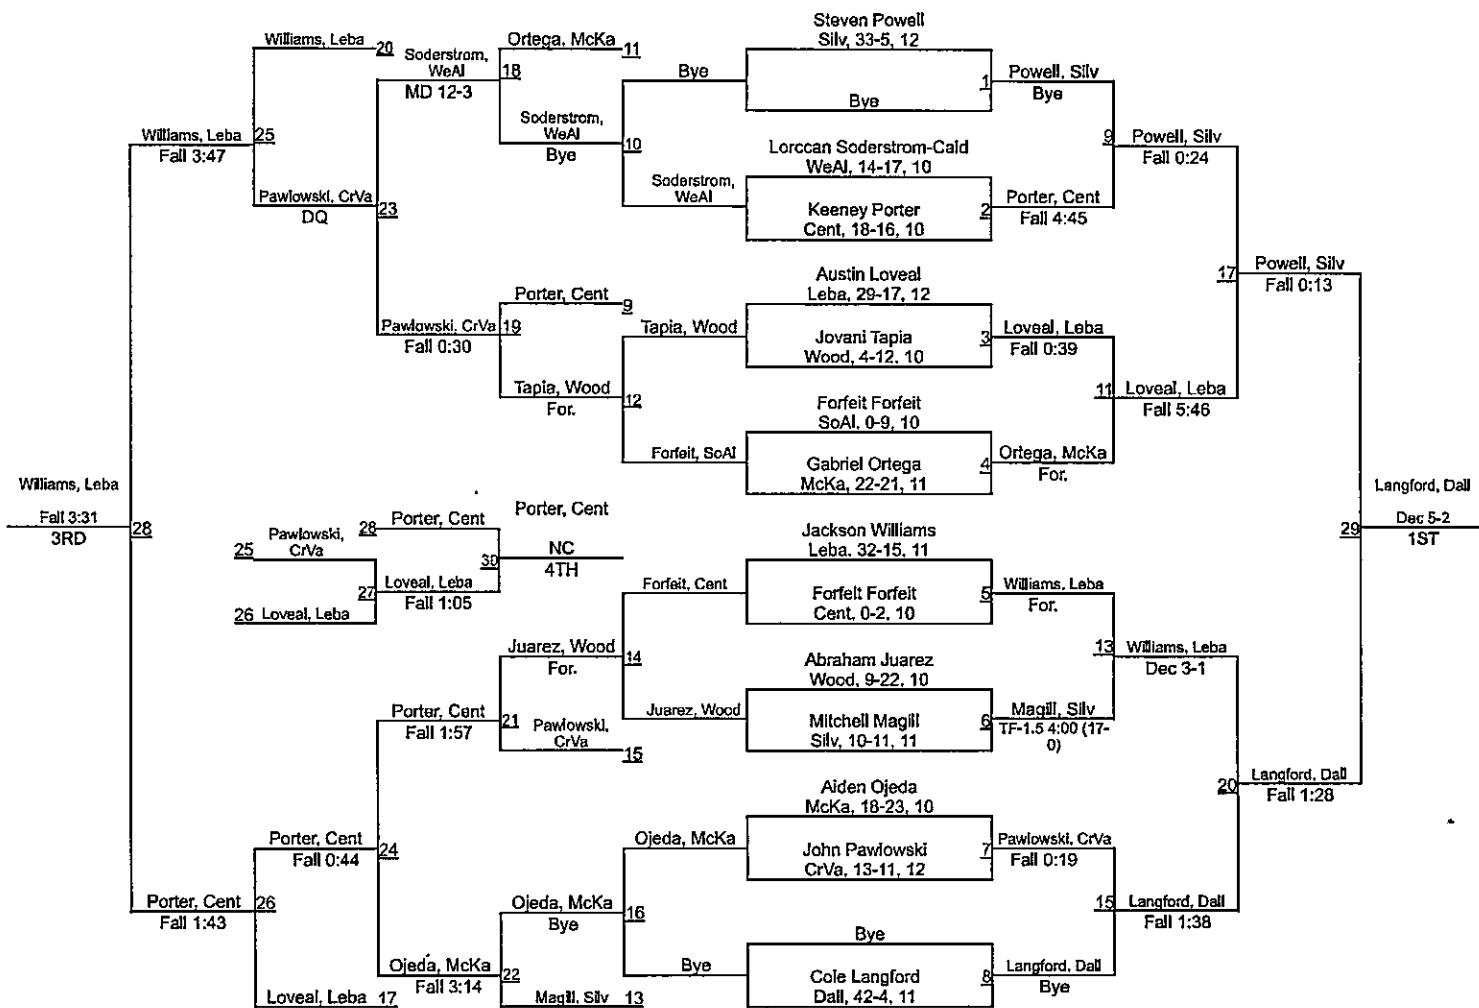 Steven Powell
Silv, 33-5, 12
1
Bye
Powell, Silv
Bye
Lorccan Soderstrom-Cald
WeAl, 14-17, 10
2
Keeney Porter
Cent, 18-16, 10
Porter, Cent
Fall 4:45
Austin Loveal
Leba, 29-17, 12
3
Jovani Tapia
Wood, 4-12, 10
Loveal, Leba
Fall 0:39
Forfeit Forfeit
SoAl, 0-9, 10
4
Gabriel Ortega
McKa, 22-21, 11
Ortega, McKa
For.
Jackson Williams
Leba, 32-15, 11
5
Forfeit Forfeit
Cent, 0-2, 10
Williams, Leba
For.
Abraham Juarez
Wood, 9-22, 10
6
Mitchell Magill
Silv, 10-11, 11
Magill, Silv
TF-1.5 4:00 (17-
0)
Aiden Ojeda
McKa, 18-23, 10
7
John Pawlowski
CrVa, 13-11, 12
Pawlowski, CrVa
Fall 0:19
Bye
8
Cole Langford
Dall, 42-4, 11
Langford, Dall
Bye
9
Powell, Silv
Fall 0:24
11
Loveal, Leba
Fall 5:46
13
Williams, Leba
Dec 3-1
15
Langford, Dall
Fall 1:38
17
Powell, Silv
Fall 0:13
20
Langford, Dall
Fall 1:28
29
Langford, Dall
Dec 5-2
1ST
Bye
10
Soderstrom,
WeAl
Soderstrom,
WeAl
Bye
Ortega, McKa 11
18
Soderstrom,
WeAl
MD 12-3
Tapia, Wood
12
Forfeit, SoAl
Tapia, Wood
For.
Porter, Cent
9
19
Pawlowski, CrVa
Fall 0:30
23
Pawlowski, CrVa
DQ
Williams, Leba
20
25
Williams, Leba
Fall 3:47
Forfeit, Cent
14
Juarez, Wood
Juarez, Wood
For.
21
Pawlowski,
CrVa
15
Porter, Cent
Fall 1:57
Ojeda, McKa
16
Bye
Ojeda, McKa
Bye
22
Magill, Silv 13
Ojeda, McKa
Fall 3:14
24
Porter, Cent
Fall 0:44
26
Loveal, Leba 17
Porter, Cent
Fall 1:43
28
Williams, Leba
Fall 3:31
3RD
25
Pawlowski,
CrVa
27
26 Loveal, Leba
Loveal, Leba
Fall 1:05
28
Porter, Cent
30
Porter, Cent
NC
4TH